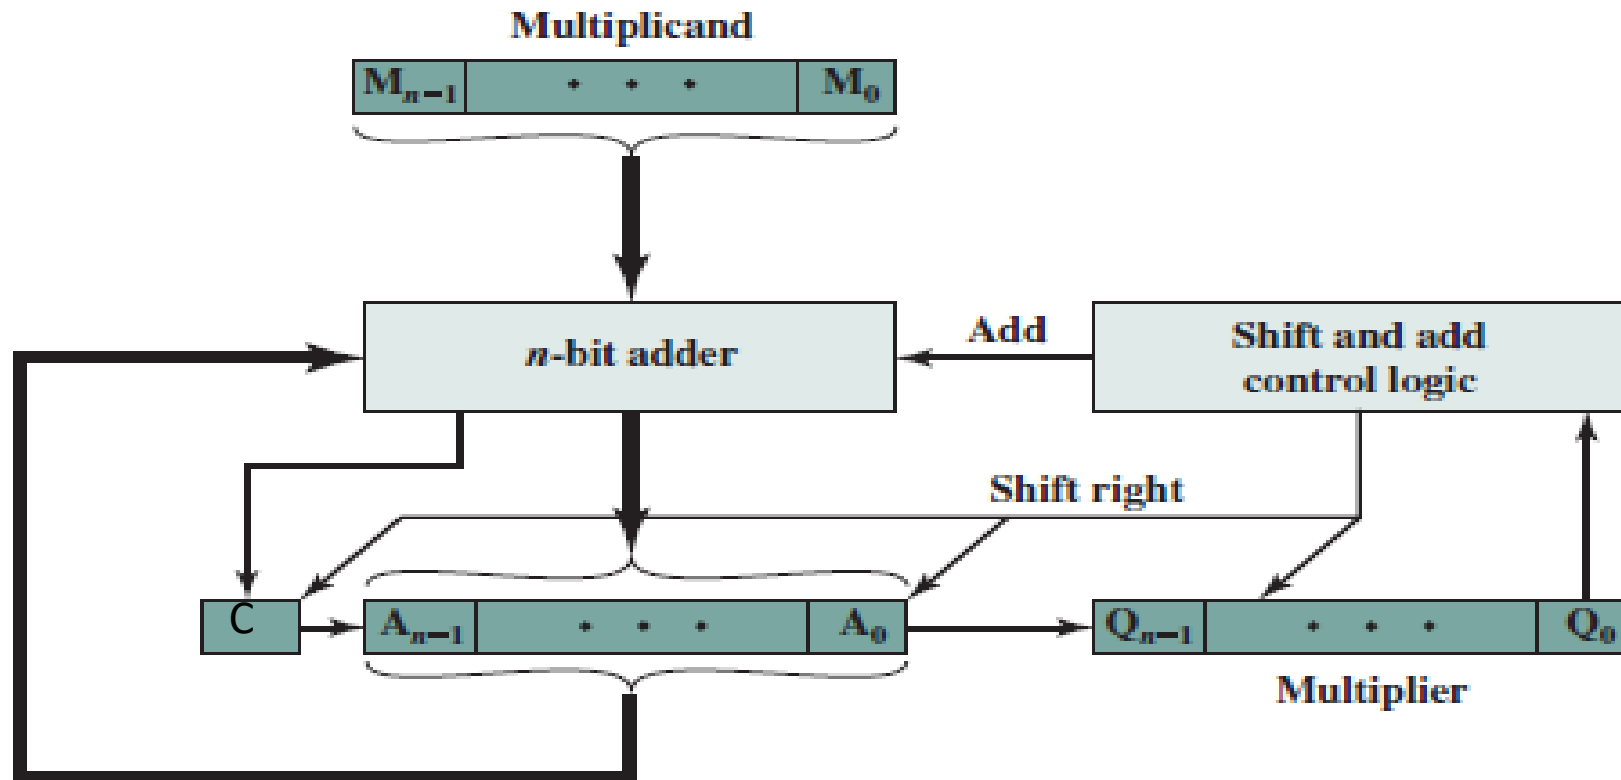 Multiplicand
Mn−1 • • • M0
n-bit adder
Add
Shift and add
control logic
Shift right
C
An−1 • • • A0
Qn−1 • • • Q0
Multiplier